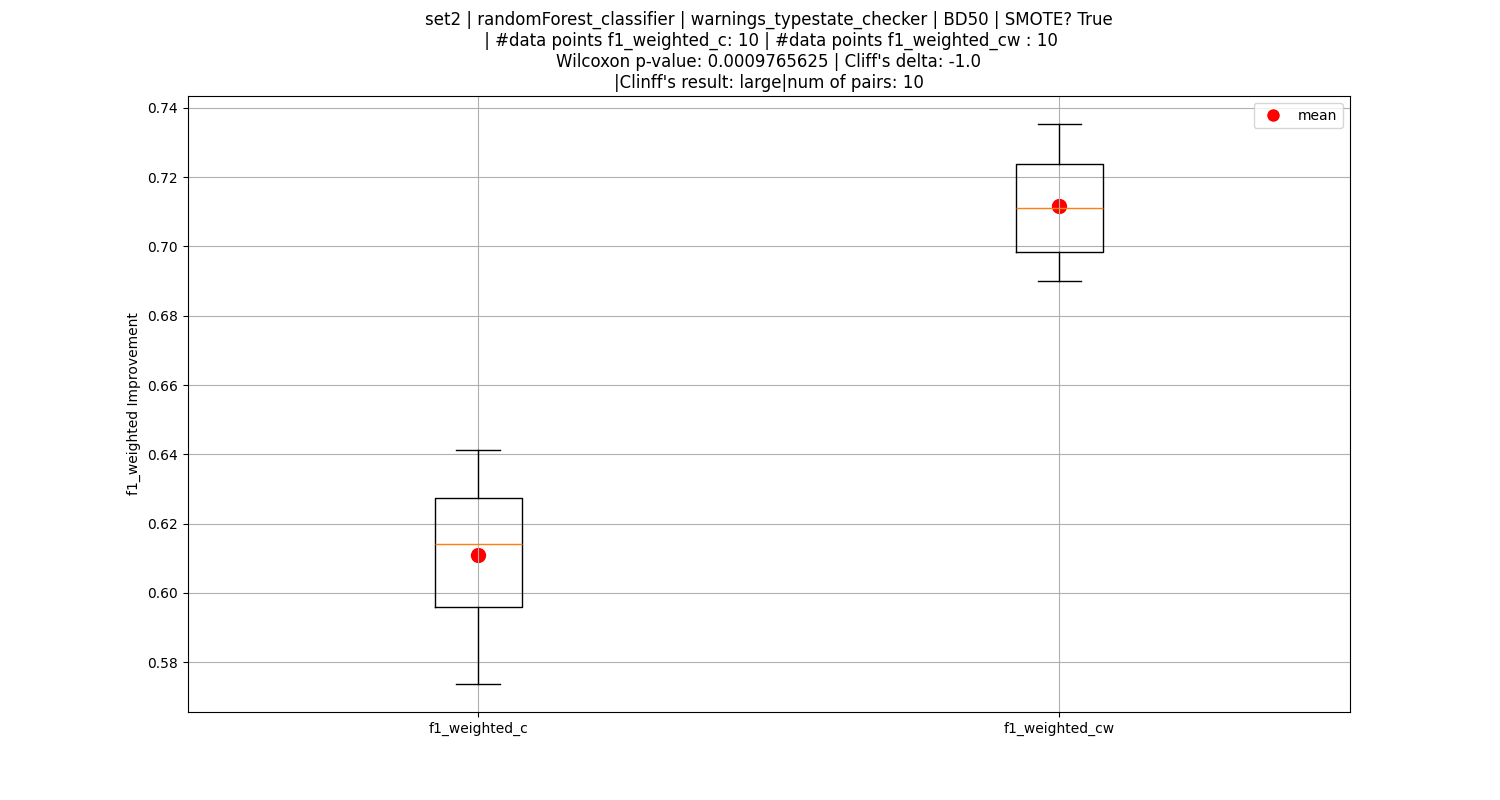 set2 | randomForest_classifier | warnings_typestate_checker | BD50 | SMOTE? True
| #data points f1_weighted_c: 10 | #data points f1_weighted_cw : 10
Wilcoxon p-value: 0.0009765625 | Cliff's delta: -1.0
|Clinff's result: large|num of pairs: 10
mean
f1_weighted Improvement
0.74
0.72
0.70
0.68
0.66
0.64
0.62
0.60
0.58
f1_weighted_c
f1_weighted_cw